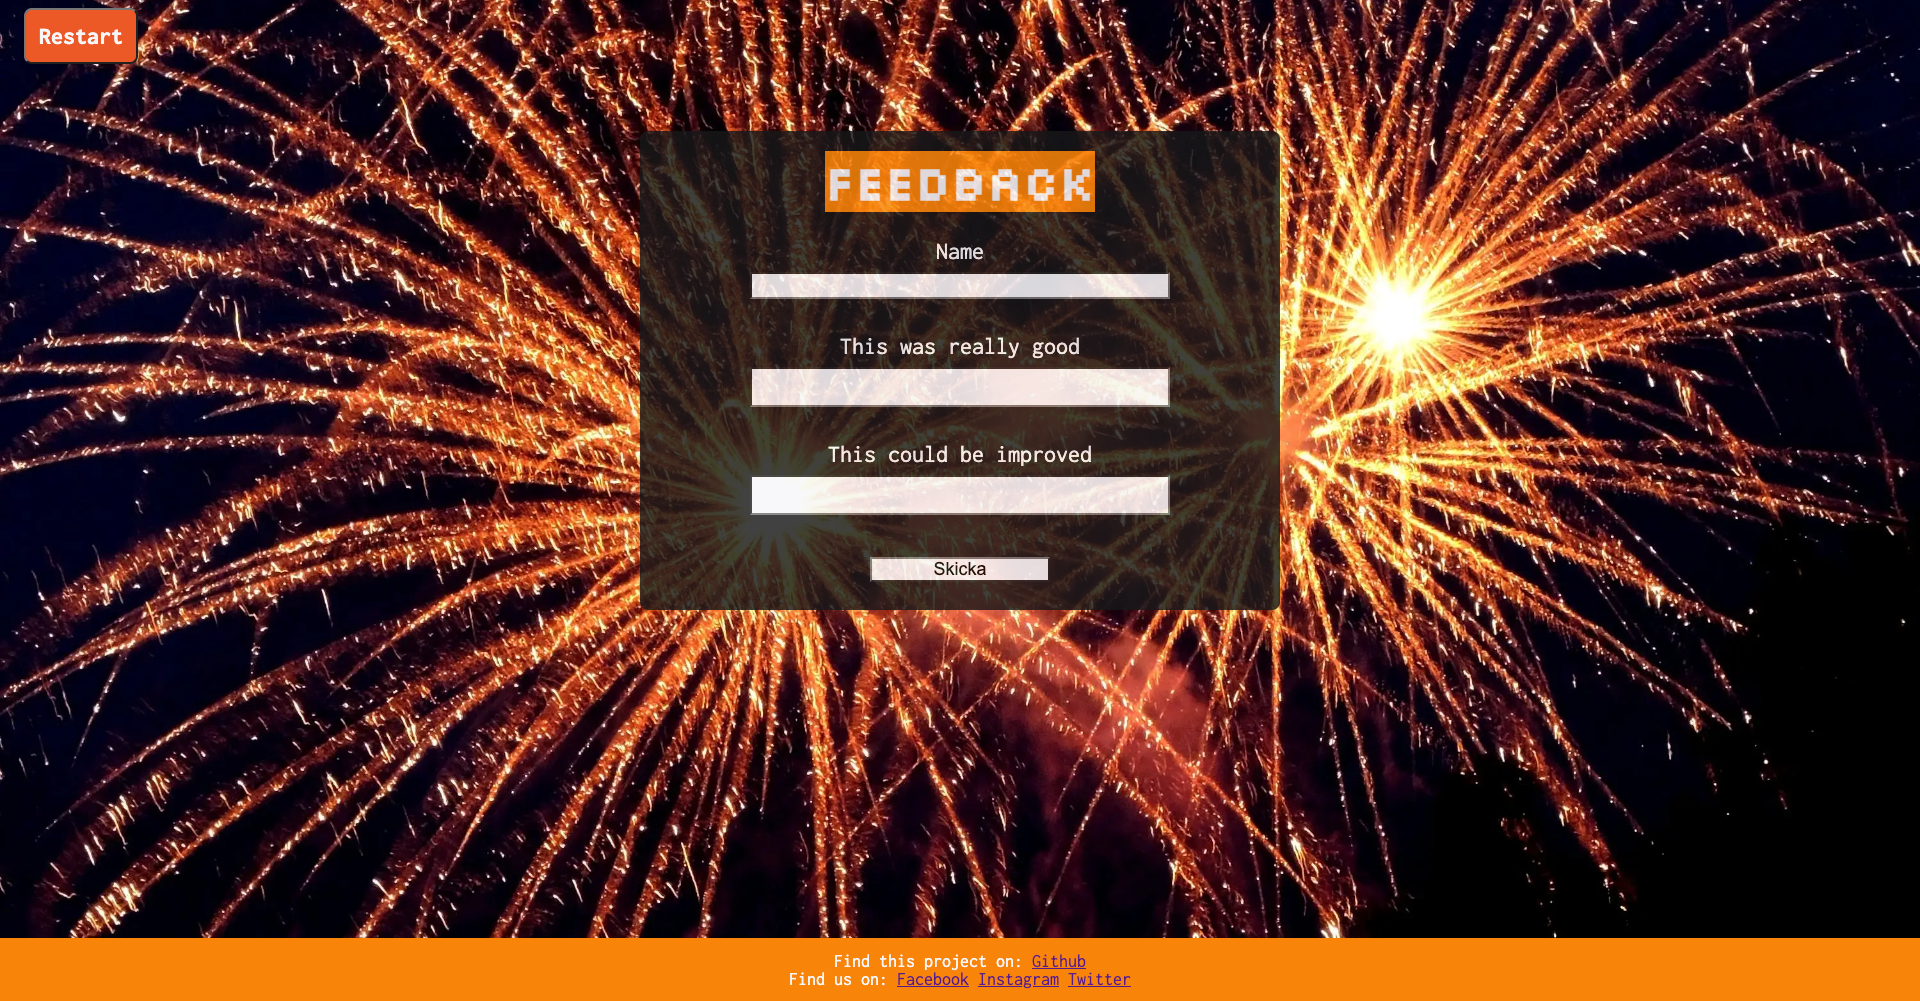 Restart
FEEDBACK
Name
This was really good
This could be improved
Skicka
Find this project on: Github
Find us on: Facebook Instagram Twitter